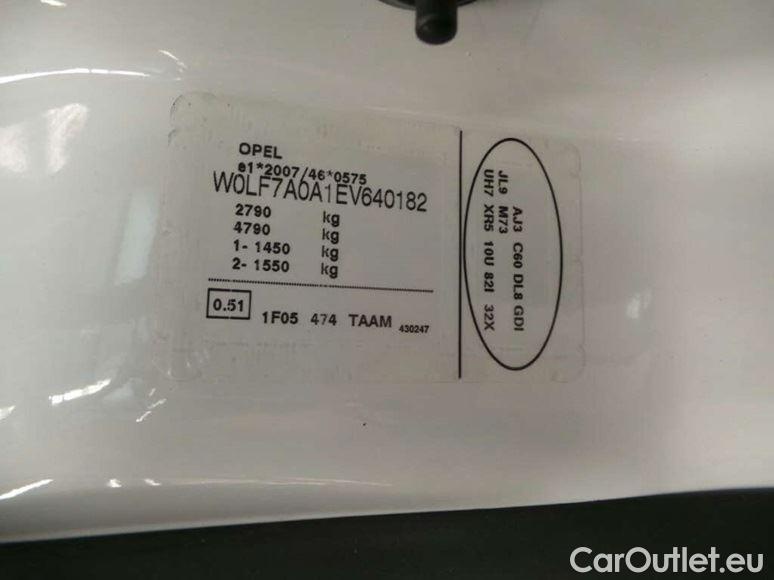 OPEL
e1*2007/46*0575
W0LF7A0A1EV640182
2790 kg
4790 kg
1- 1450 kg
2- 1550 kg
0.51 1F05 474 TAAM 430247
AJ3 C60 DL8 GDI
JL9 M73
UH7 XR5 10U 82I 32X
CarOutlet.eu